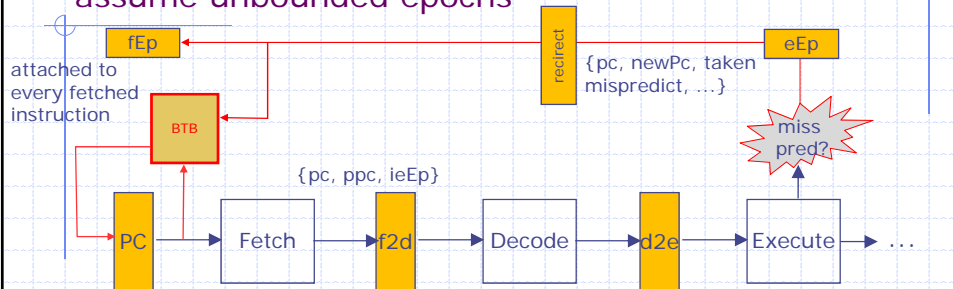 assume unbounded epochs
fEp
recirect
eEp
attached to
every fetched
instruction
{pc, newPc, taken
mispredict, ...}
BTB
miss
pred?
{pc, ppc, ieEp}
PC
Fetch
f2d
Decode
d2e
Execute
...